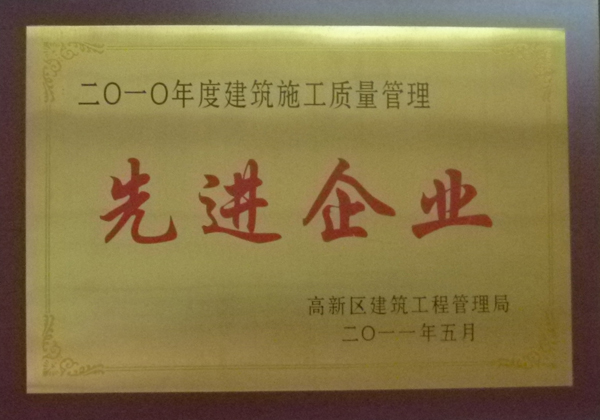 二〇一〇年度建筑施工质量管理
先进企业
高新区建筑工程管理局
二〇一一年五月